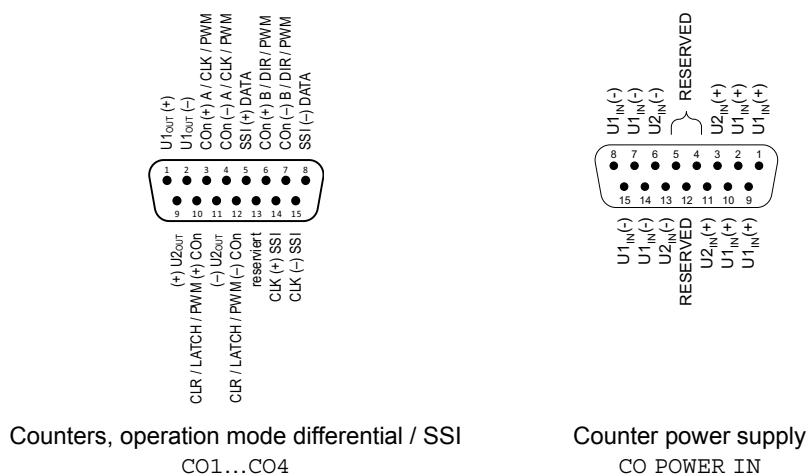 U1OUT (+)
U1OUT (–)
COn (+) A / CLK / PWM
COn (–) A / CLK / PWM
SSI (+) DATA
COn (+) B / DIR / PWM
COn (–) B / DIR / PWM
SSI (–) DATA
1 2 3 4 5 6 7 8
9 10 11 12 13 14 15
(+) U2OUT
CLR / LATCH / PWM (+) COn
(–) U2OUT
CLR / LATCH / PWM (–) COn
reserviert
CLK (+) SSI
CLK (–) SSI
Counters, operation mode differential / SSI
CO1...CO4
U1IN(-)
U1IN(-)
U2IN(-)
RESERVED
U2IN(+)
U1IN(+)
U1IN(+)
8 7 6 5 4 3 2 1
15 14 13 12 11 10 9
U1IN(-)
U1IN(-)
U2IN(-)
RESERVED
U2IN(+)
U1IN(+)
U1IN(+)
Counter power supply
CO POWER IN